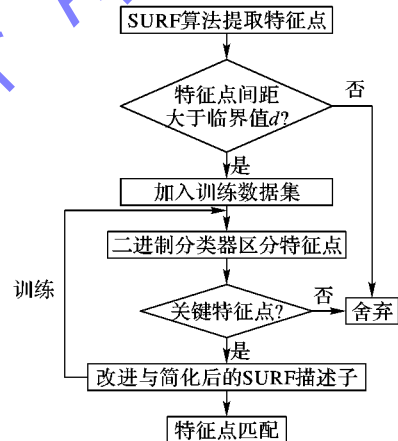 SURF算法提取特征点
特征点间距
大于临界值d?
否
是
加入训练数据集
二进制分类器区分特征点
训练
关键特征点?
否
舍弃
是
改进与简化后的SURF描述子
特征点匹配